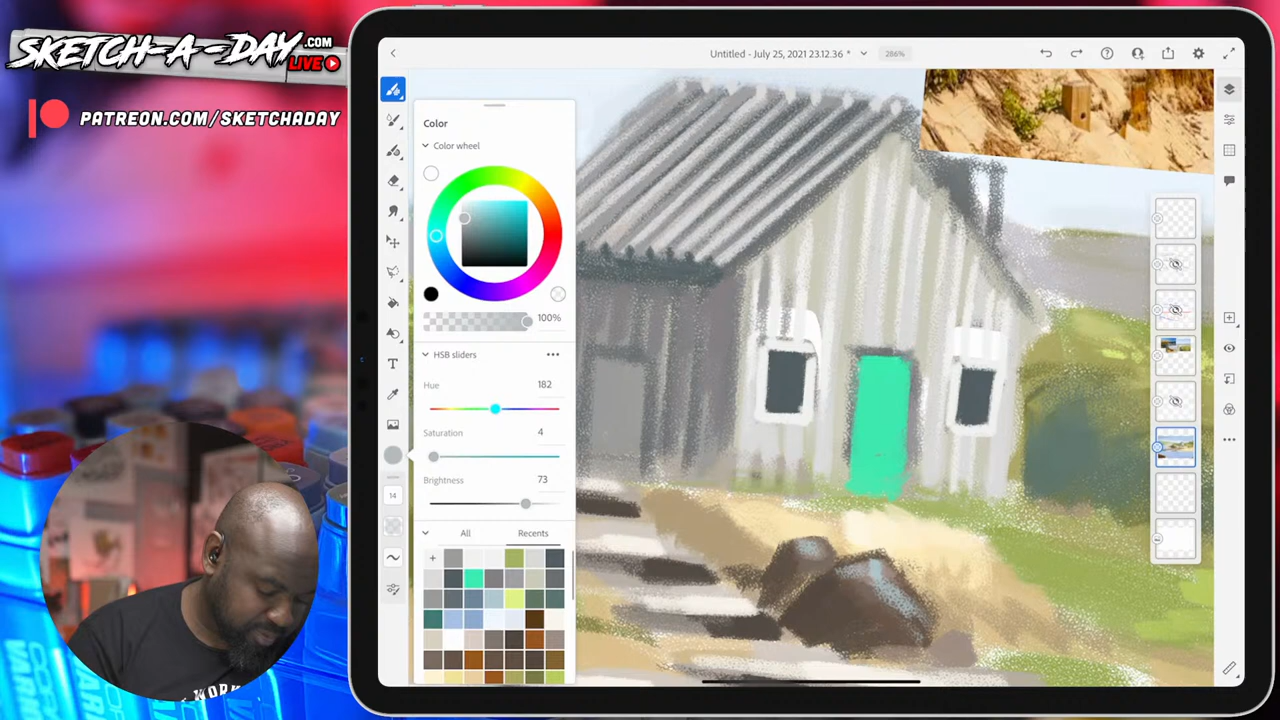 SKETCH-A-DAY.COM
LIVE
PATREON.COM/SKETCHADAY
Untitled - July 25, 2021 23.12.36 *
286%
Color
Color wheel
100%
HSB sliders
Hue
182
Saturation
4
Brightness
73
All
Recents
14
T